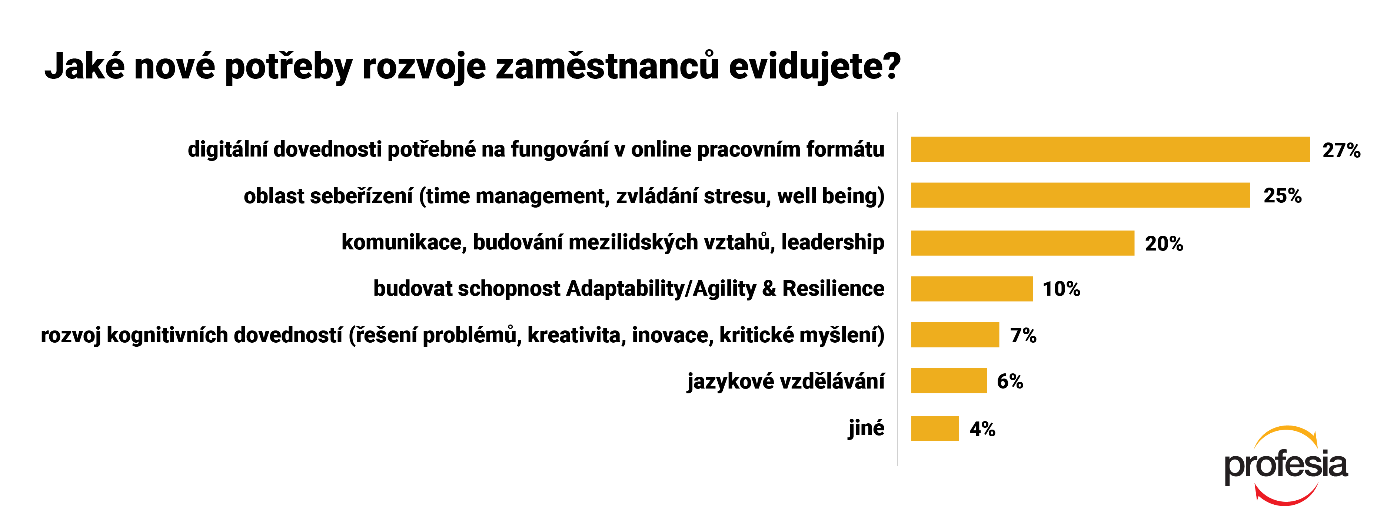 Jaké nové potřeby rozvoje zaměstnanců evidujete?
digitální dovednosti potřebné na fungování v online pracovním formátu 27%
oblast sebeřízení (time management, zvládání stresu, well being) 25%
komunikace, budování mezilidských vztahů, leadership 20%
budovat schopnost Adaptability/Agility & Resilience 10%
rozvoj kognitivních dovedností (řešení problémů, kreativita, inovace, kritické myšlení) 7%
jazykové vzdělávání 6%
jiné 4%
profesia